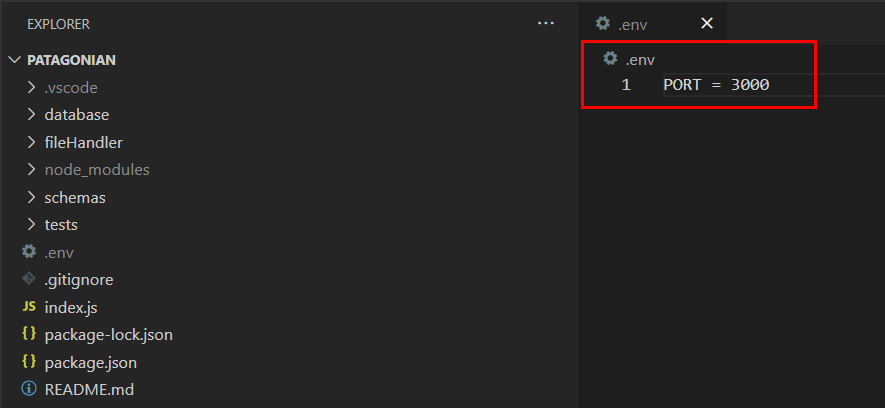 EXPLORER
PATAGONIAN
.vscode
database
fileHandler
node_modules
schemas
tests
.env
.gitignore
JS index.js
{ } package-lock.json
{ } package.json
README.md
.env
.env
1 PORT = 3000